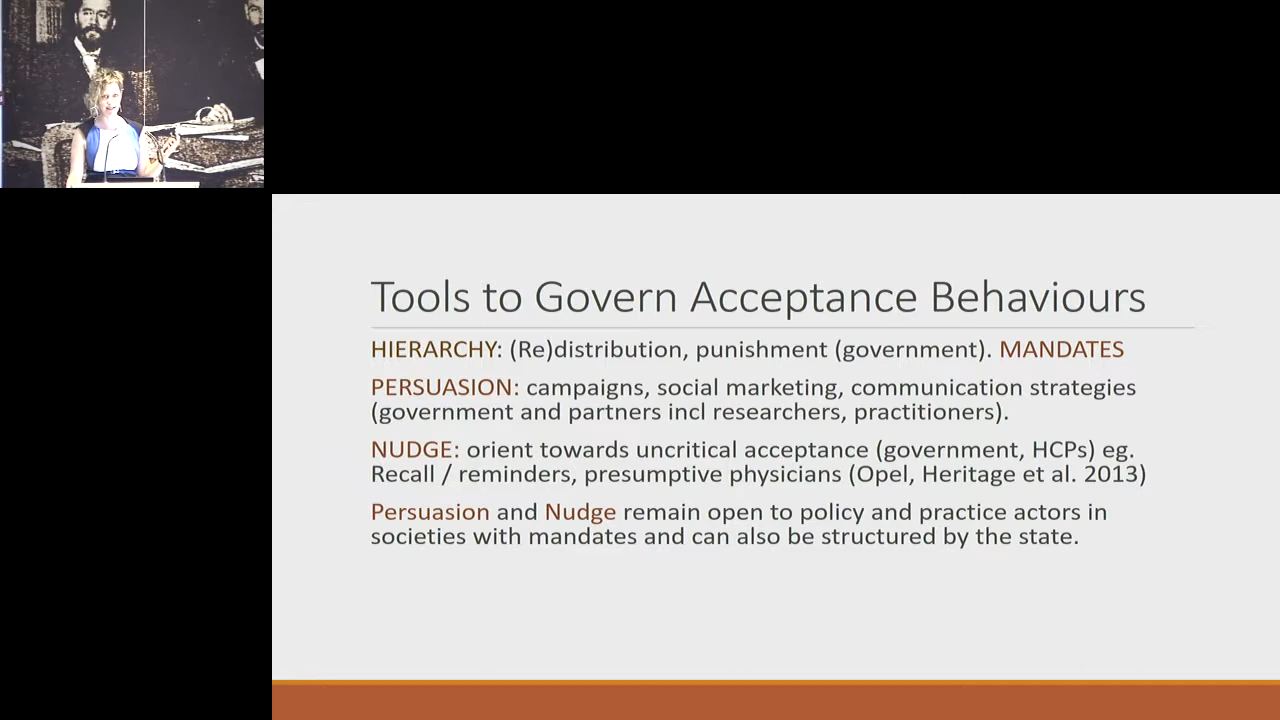 Tools to Govern Acceptance Behaviours
HIERARCHY: (Re)distribution, punishment (government). MANDATES
PERSUASION: campaigns, social marketing, communication strategies
(government and partners incl researchers, practitioners).
NUDGE: orient towards uncritical acceptance (government, HCPs) eg.
Recall / reminders, presumptive physicians (Opel, Heritage et al. 2013)
Persuasion and Nudge remain open to policy and practice actors in
societies with mandates and can also be structured by the state.